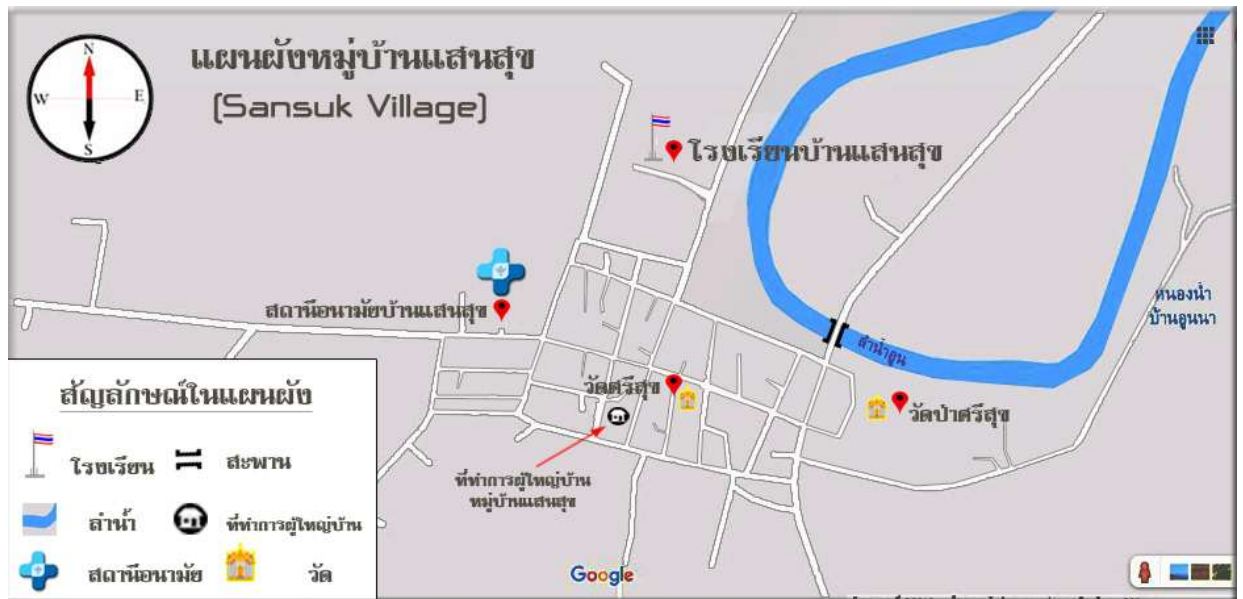 แผนผังหมู่บ้านแสนสุข
(Sansuk Village)
N
W
E
S
โรงเรียนบ้านแสนสุข
สถานีอนามัยบ้านแสนสุข
หนองน้ำ
บ้านอูนนา
ลำน้ำอูน
วัดศรีสุข
วัดป่าศรีสุข
ที่ทำการผู้ใหญ่บ้าน
หมู่บ้านแสนสุข
สัญลักษณ์ในแผนผัง
โรงเรียน สะพาน
ลำน้ำ ที่ทำการผู้ใหญ่บ้าน
สถานีอนามัย วัด
Google